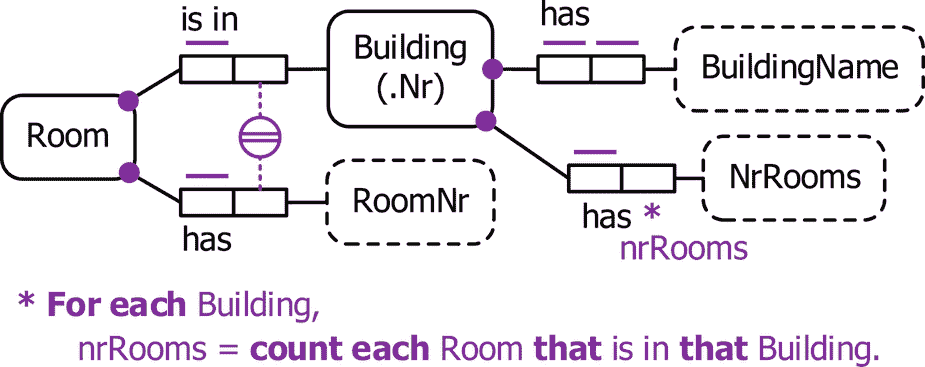 is in
has
Building
(.Nr)
BuildingName
Room
NrRooms
RoomNr
has
has *
nrRooms
* For each Building,
nrRooms = count each Room that is in that Building.